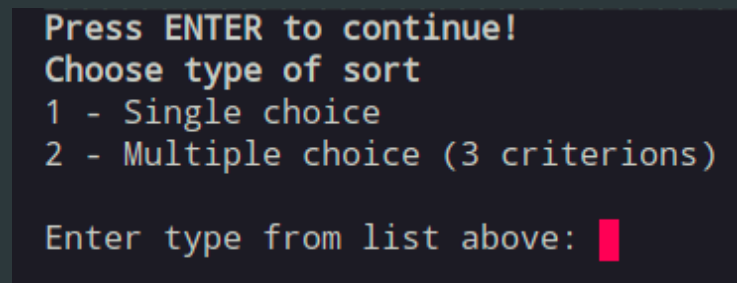 Press ENTER to continue!
Choose type of sort
1 - Single choice
2 - Multiple choice (3 criterions)
Enter type from list above: